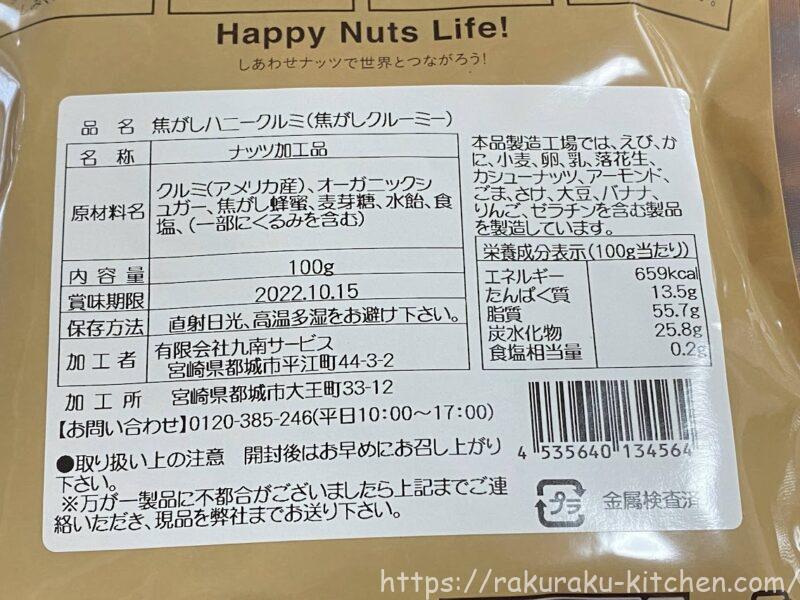 Happy Nuts Life!
しあわせナッツで世界とつながろう!
品 名 焦がしハニークルミ(焦がしクルーミー)
名 称 ナッツ加工品
原材料名 クルミ(アメリカ産)、オーガニックシ
ュガー、焦がし蜂蜜、麦芽糖、水飴、食
塩、(一部にくるみを含む)
内容量 100g
賞味期限 2022.10.15
保存方法 直射日光、高温多湿をお避け下さい。
加工者 有限会社九南サービス
宮崎県都城市平江町44-3-2
加工所 宮崎県都城市大王町33-12
【お問い合わせ】0120-385-246(平日10:00〜17:00)
●取り扱い上の注意 開封後はお早めにお召し上がり
下さい。
※万が一製品に不都合がございましたら上記までご連
絡いただき、現品を弊社までお送り下さい。
本品製造工場では、えび、か
に、小麦、卵、乳、落花生、
カシューナッツ、アーモンド、
ごま、さけ、大豆、バナナ、
りんご、ゼラチンを含む製品
を製造しています。
栄養成分表示(100g当たり)
エネルギー 659kcal
たんぱく質 13.5g
脂質 55.7g
炭水化物 25.8g
食塩相当量 0.2g
4 535640 134564
プラ
金属検査済
https://rakuraku-kitchen.com/